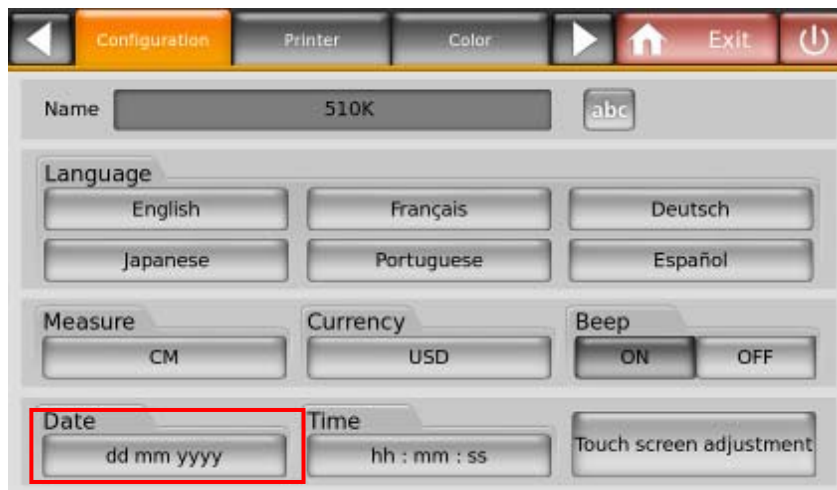 Configuration Printer Color Exit
Name 510K abc
Language
English Français Deutsch
Japanese Portuguese Español
Measure Currency Beep
CM USD ON OFF
Date Time
dd mm yyyy hh : mm : ss Touch screen adjustment